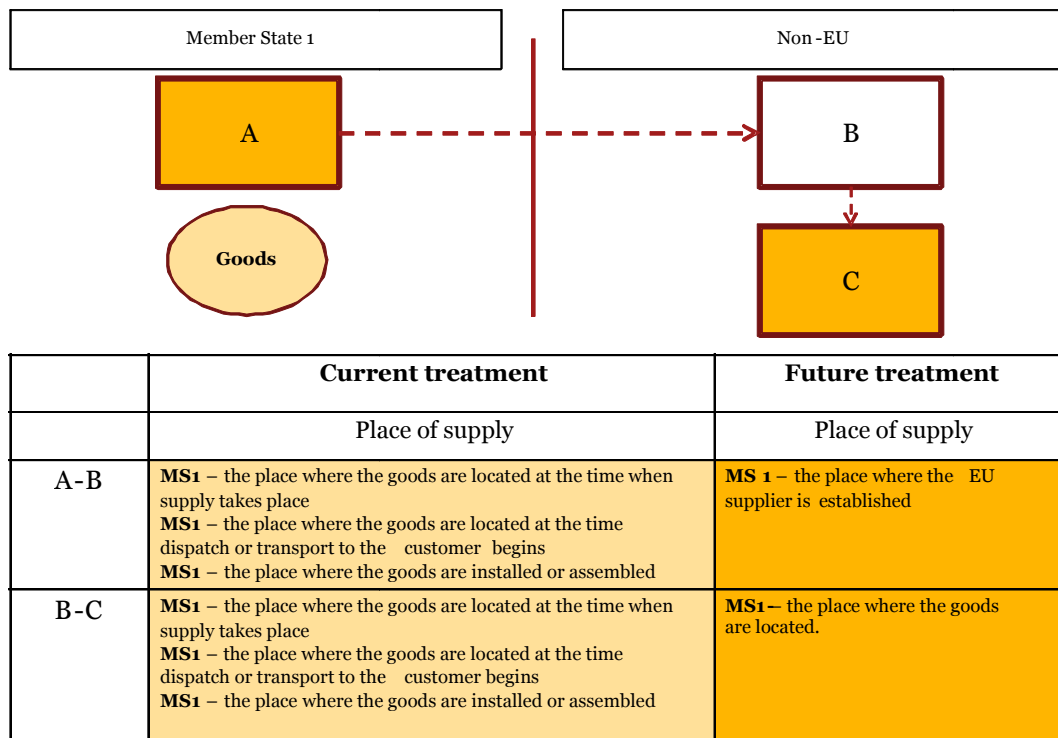 Member State 1
Non-EU
A
B
Goods
C
Current treatment
Future treatment
Place of supply
Place of supply
A-B
MS1 – the place where the goods are located at the time when
supply takes place
MS1 – the place where the goods are located at the time
dispatch or transport to the customer begins
MS1 – the place where the goods are installed or assembled
MS 1 – the place where the EU
supplier is established
B-C
MS1 – the place where the goods are located at the time when
supply takes place
MS1 – the place where the goods are located at the time
dispatch or transport to the customer begins
MS1 – the place where the goods are installed or assembled
MS1-– the place where the goods
are located.